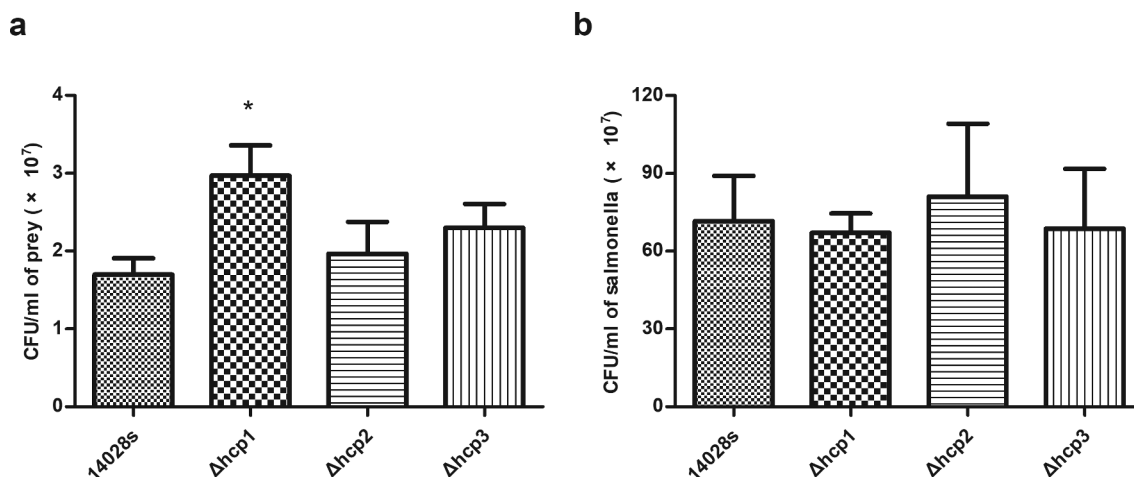 a
CFU/ml of prey ( × 10⁷)
4
3
2
1
0
*
14028s
Δhcp1
Δhcp2
Δhcp3
b
CFU/ml of salmonella ( × 10⁷)
120
90
60
30
0
14028s
Δhcp1
Δhcp2
Δhcp3